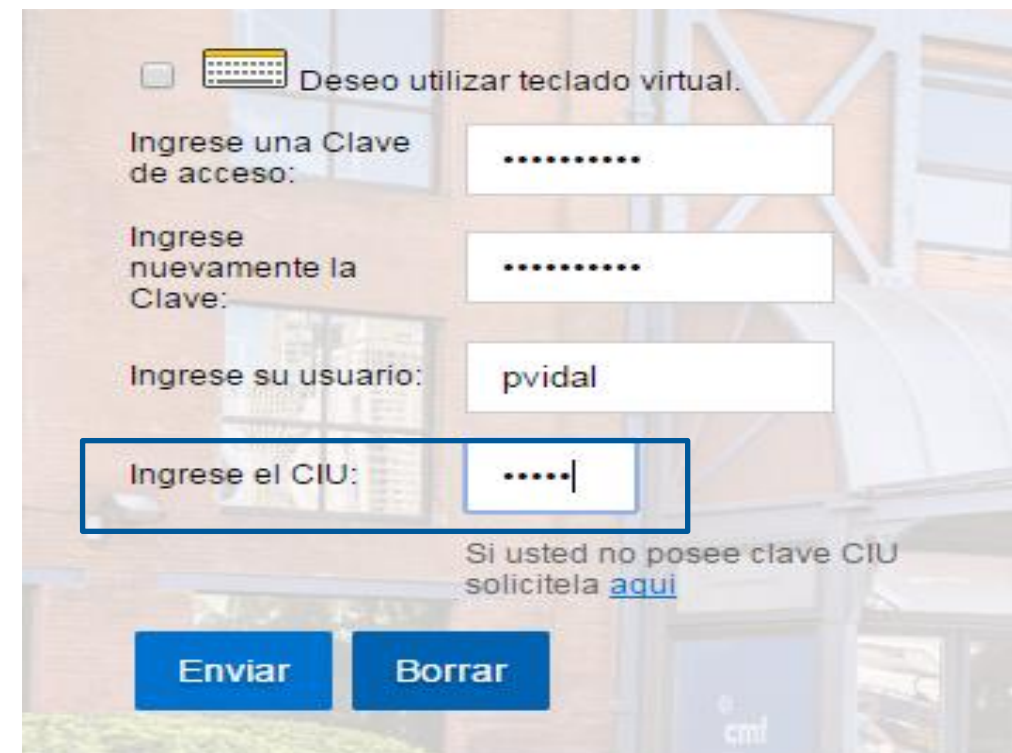 Deseo utilizar teclado virtual.
Ingrese una Clave
de acceso:
••••••••••
Ingrese
nuevamente la
Clave:
••••••••••
Ingrese su usuario:
pvidal
Ingrese el CIU:
•••••
Si usted no posee clave CIU
solicitela aqui
Enviar
Borrar
cmf